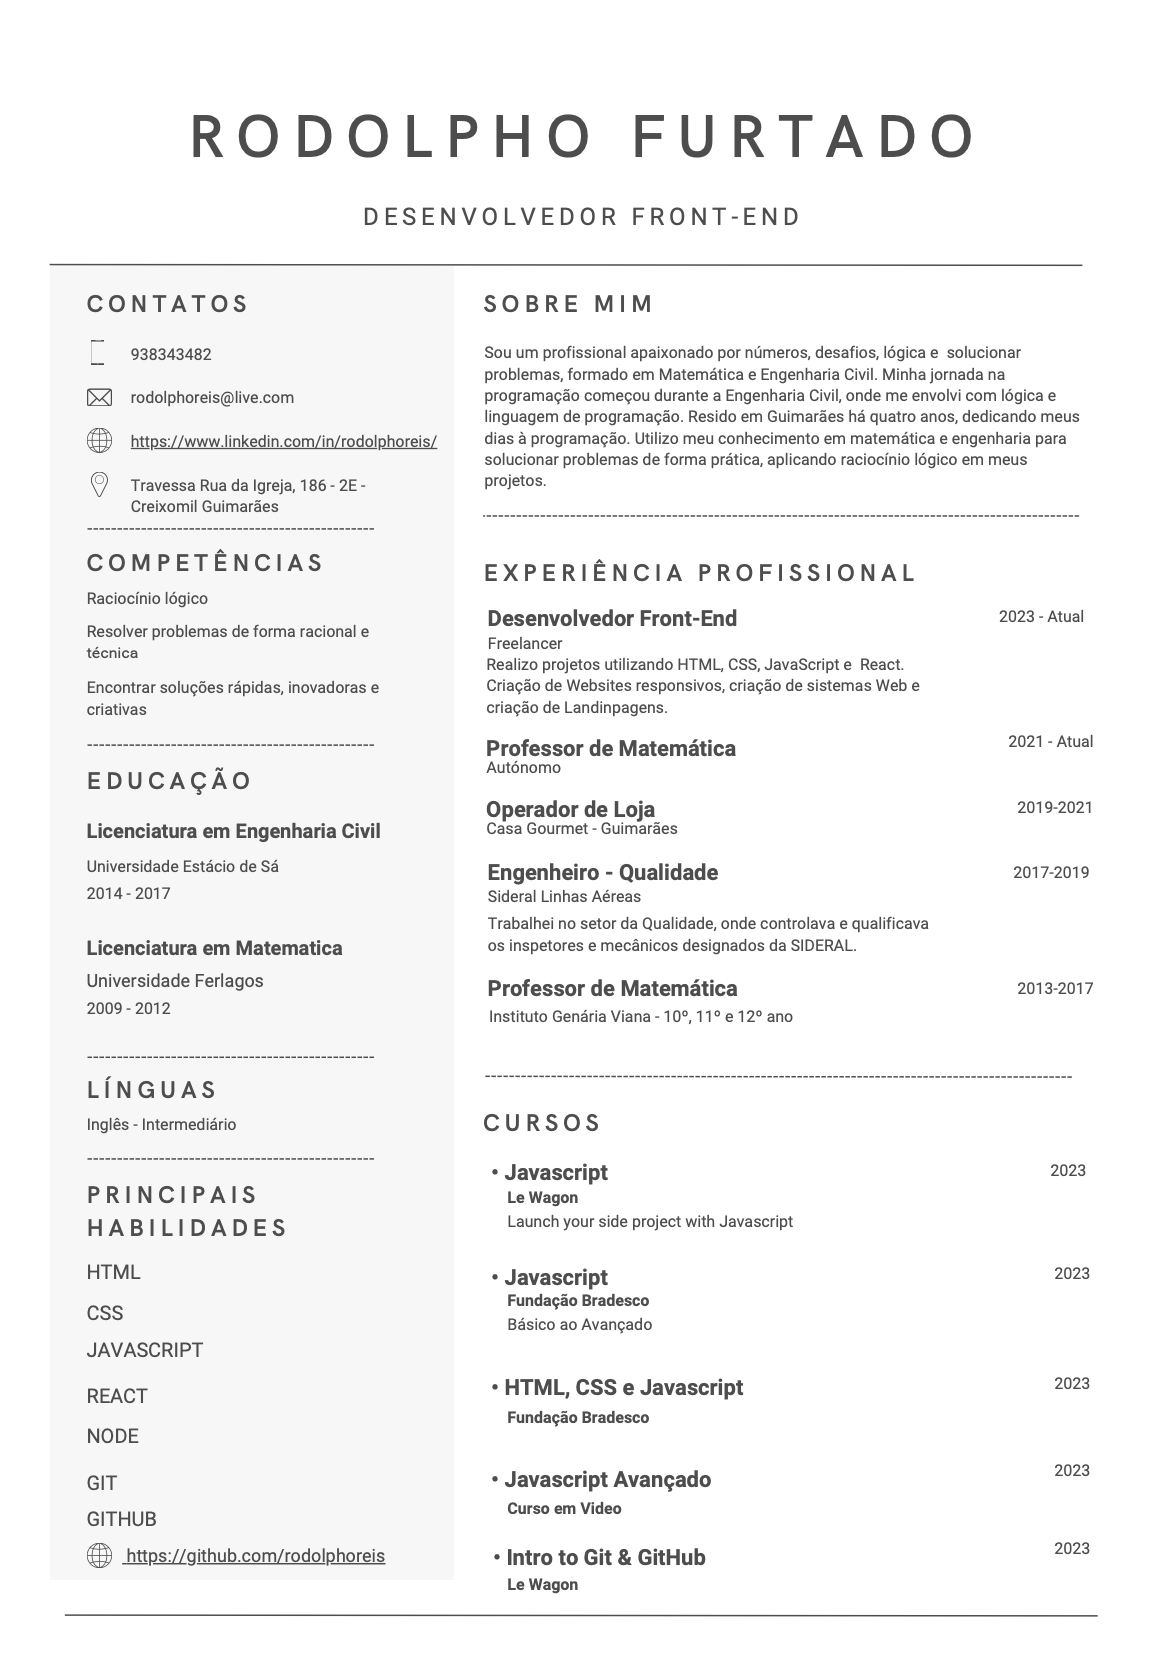 RODOLPHO FURTADO
DESENVOLVEDOR FRONT-END
CONTATOS
938343482
rodolphoreis@live.com
https://www.linkedin.com/in/rodolphoreis/
Travessa Rua da Igreja, 186 - 2E -
Creixomil Guimarães
COMPETÊNCIAS
Raciocínio lógico
Resolver problemas de forma racional e
técnica
Encontrar soluções rápidas, inovadoras e
criativas
EDUCAÇÃO
Licenciatura em Engenharia Civil
Universidade Estácio de Sá
2014 - 2017
Licenciatura em Matematica
Universidade Ferlagos
2009 - 2012
LÍNGUAS
Inglês - Intermediário
PRINCIPAIS
HABILIDADES
HTML
CSS
JAVASCRIPT
REACT
NODE
GIT
GITHUB
https://github.com/rodolphoreis
SOBRE MIM
Sou um profissional apaixonado por números, desafios, lógica e  solucionar
problemas, formado em Matemática e Engenharia Civil. Minha jornada na
programação começou durante a Engenharia Civil, onde me envolvi com lógica e
linguagem de programação. Resido em Guimarães há quatro anos, dedicando meus
dias à programação. Utilizo meu conhecimento em matemática e engenharia para
solucionar problemas de forma prática, aplicando raciocínio lógico em meus
projetos.
EXPERIÊNCIA PROFISSIONAL
Desenvolvedor Front-End 2023 - Atual
Freelancer
Realizo projetos utilizando HTML, CSS, JavaScript e  React.
Criação de Websites responsivos, criação de sistemas Web e
criação de Landinpagens.
Professor de Matemática 2021 - Atual
Autónomo
Operador de Loja 2019-2021
Casa Gourmet - Guimarães
Engenheiro - Qualidade 2017-2019
Sideral Linhas Aéreas
Trabalhei no setor da Qualidade, onde controlava e qualificava
os inspetores e mecânicos designados da SIDERAL.
Professor de Matemática 2013-2017
Instituto Genária Viana - 10º, 11º e 12º ano
CURSOS
• Javascript 2023
Le Wagon
Launch your side project with Javascript
• Javascript 2023
Fundação Bradesco
Básico ao Avançado
• HTML, CSS e Javascript 2023
Fundação Bradesco
• Javascript Avançado 2023
Curso em Video
• Intro to Git & GitHub 2023
Le Wagon